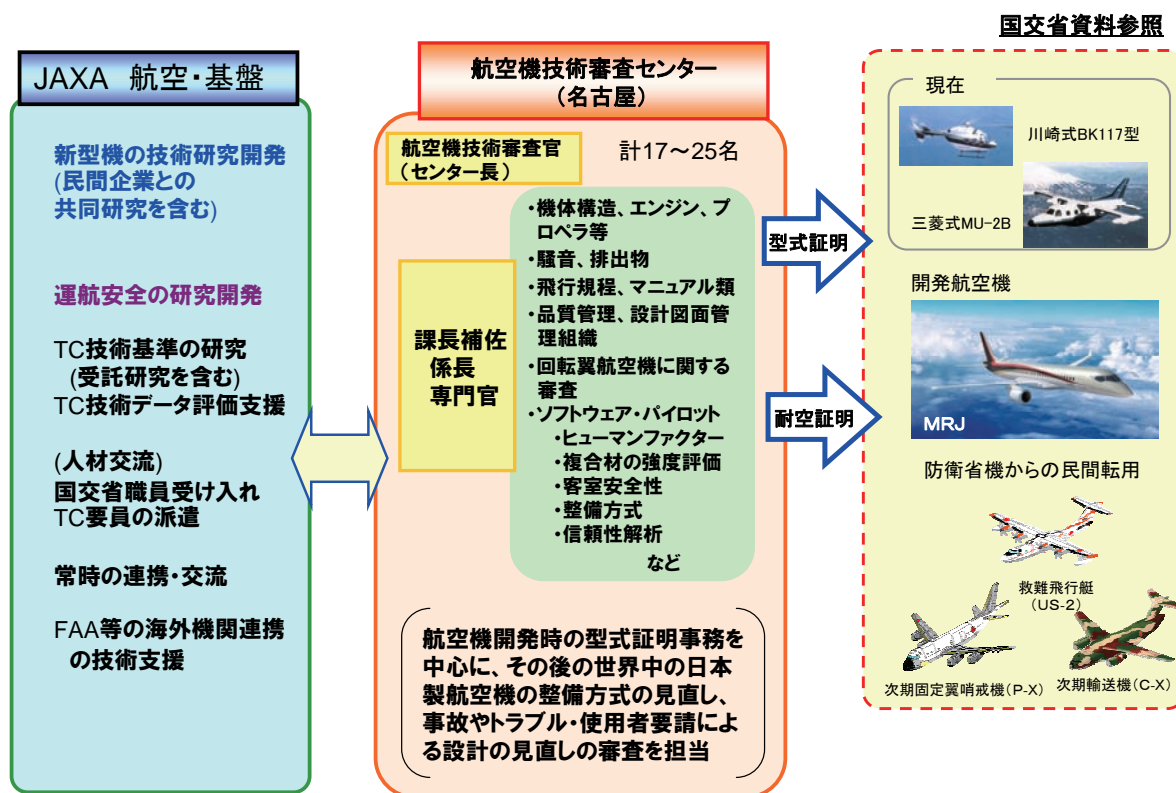 国交省資料参照
JAXA 航空・基盤
新型機の技術研究開発
(民間企業との
共同研究を含む)
運航安全の研究開発
TC技術基準の研究
(受託研究を含む)
TC技術データ評価支援
(人材交流)
国交省職員受け入れ
TC要員の派遣
常時の連携・交流
FAA等の海外機関連携
の技術支援
航空機技術審査センター
(名古屋)
航空機技術審査官
(センター長)
計17～25名
課長補佐
係長
専門官
・機体構造、エンジン、プ
ロペラ等
・騒音、排出物
・飛行規程、マニュアル類
・品質管理、設計図面管
理組織
・回転翼航空機に関する
審査
・ソフトウェア・パイロット
・ヒューマンファクター
・複合材の強度評価
・客室安全性
・整備方式
・信頼性解析
など
航空機開発時の型式証明事務を
中心に、その後の世界中の日本
製航空機の整備方式の見直し、
事故やトラブル・使用者要請によ
る設計の見直しの審査を担当
型式証明
耐空証明
現在
川崎式BK117型
三菱式MU-2B
開発航空機
MRJ
防衛省機からの民間転用
救難飛行艇
(US-2)
次期固定翼哨戒機(P-X)
次期輸送機(C-X)